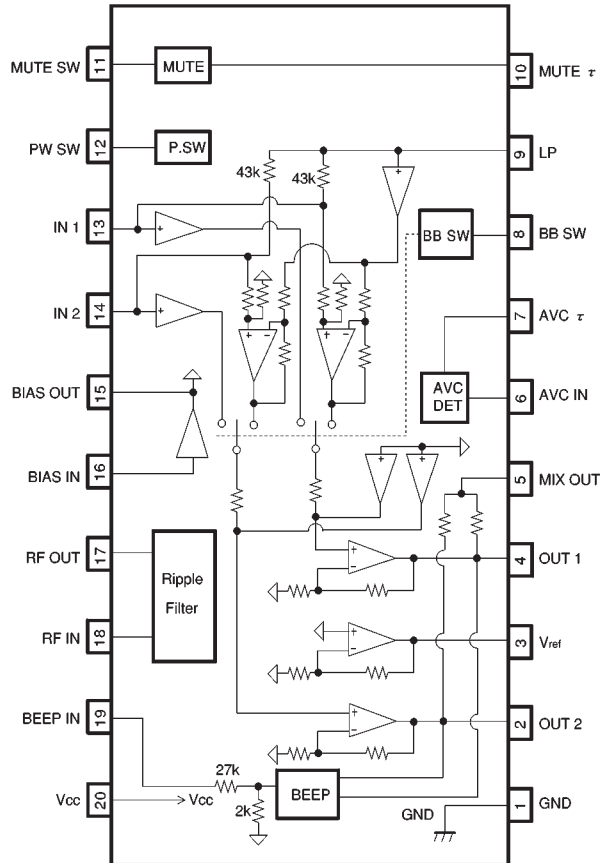 MUTE SW 11 MUTE 10 MUTE τ
PW SW 12 P.SW 9 LP
43k 43k
IN 1 13 BB SW 8 BB SW
IN 2 14 7 AVC τ
BIAS OUT 15 AVC DET 6 AVC IN
BIAS IN 16 5 MIX OUT
RF OUT 17 4 OUT 1
Ripple
Filter
RF IN 18 3 Vref
BEEP IN 19 2 OUT 2
27k BEEP
Vcc 20 Vcc 2k GND 1 GND